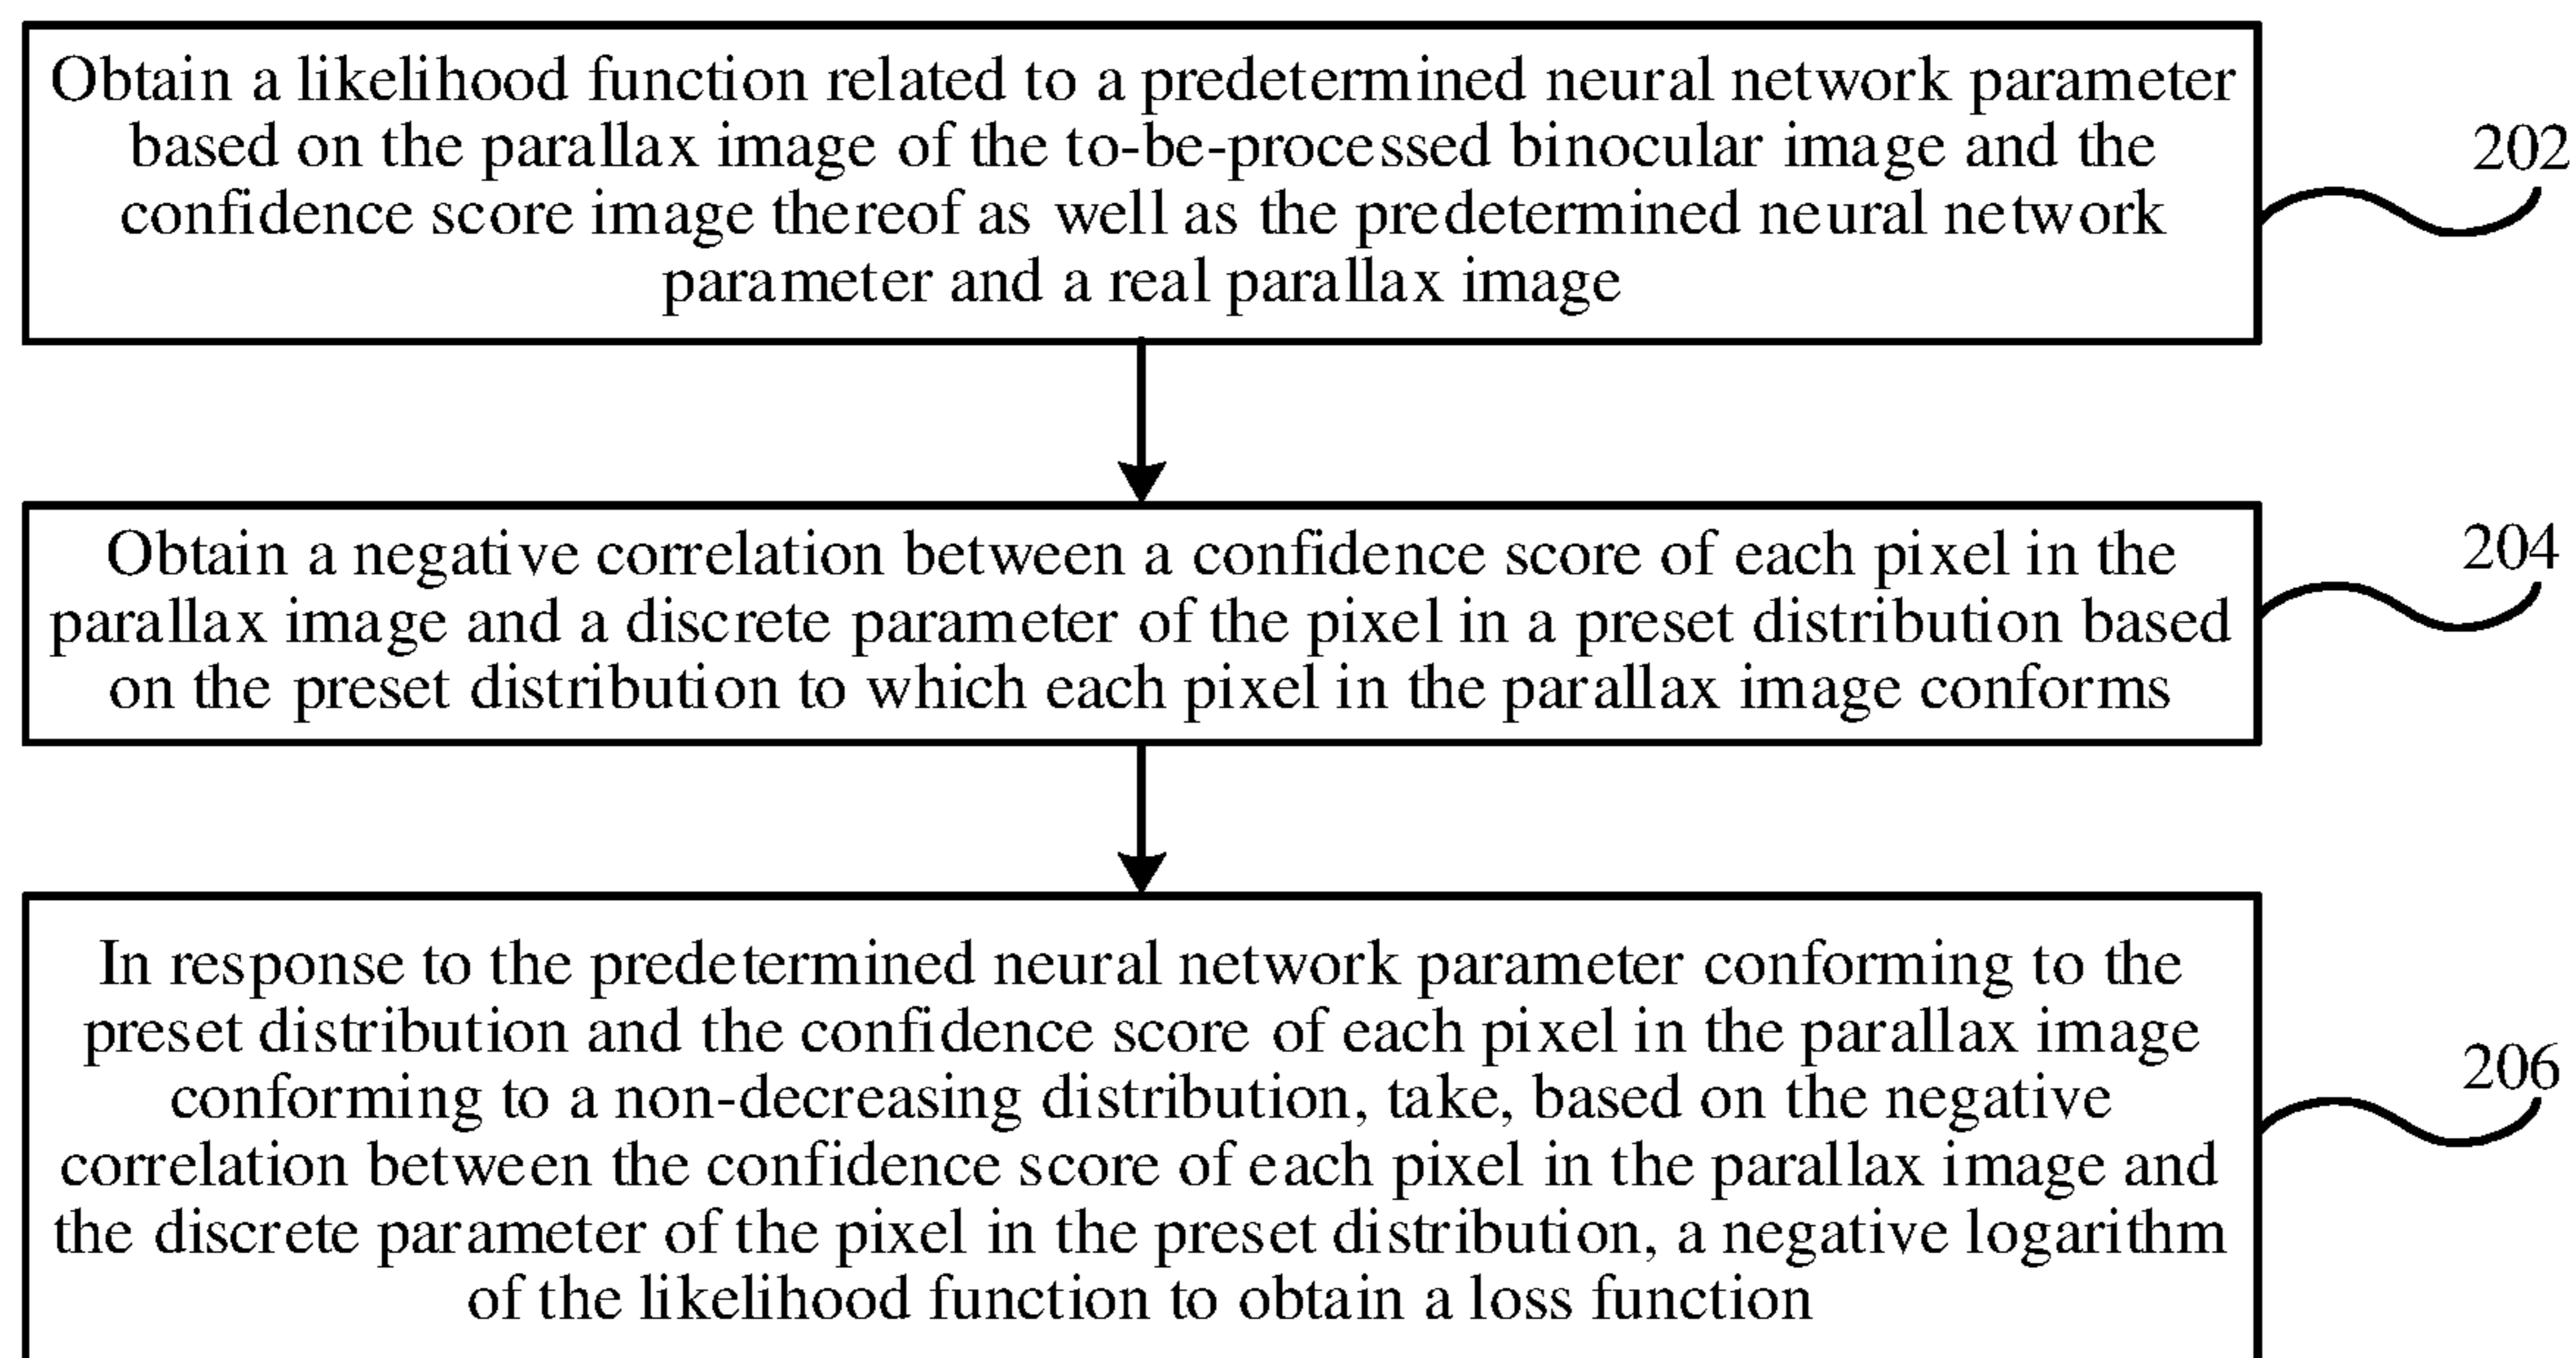 Obtain a likelihood function related to a predetermined neural network parameter
based on the parallax image of the to-be-processed binocular image and the
confidence score image thereof as well as the predetermined neural network
parameter and a real parallax image
202
Obtain a negative correlation between a confidence score of each pixel in the
parallax image and a discrete parameter of the pixel in a preset distribution based
on the preset distribution to which each pixel in the parallax image conforms
204
In response to the predetermined neural network parameter conforming to the
preset distribution and the confidence score of each pixel in the parallax image
conforming to a non-decreasing distribution, take, based on the negative
correlation between the confidence score of each pixel in the parallax image and
the discrete parameter of the pixel in the preset distribution, a negative logarithm
of the likelihood function to obtain a loss function
206